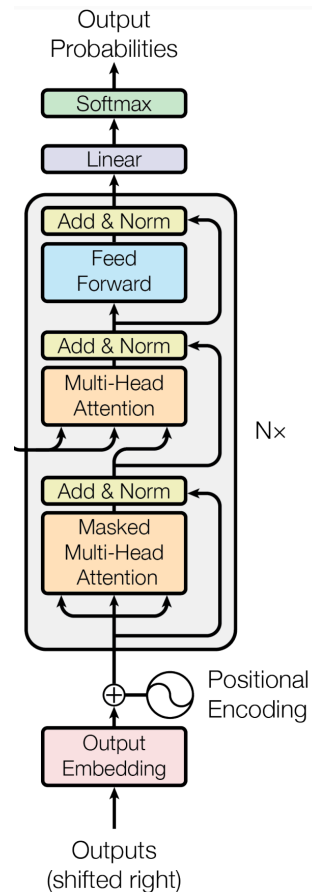 Output
Probabilities
Softmax
Linear
Add & Norm
Feed
Forward
Add & Norm
Multi-Head
Attention
N×
Add & Norm
Masked
Multi-Head
Attention
Positional
Encoding
Output
Embedding
Outputs
(shifted right)